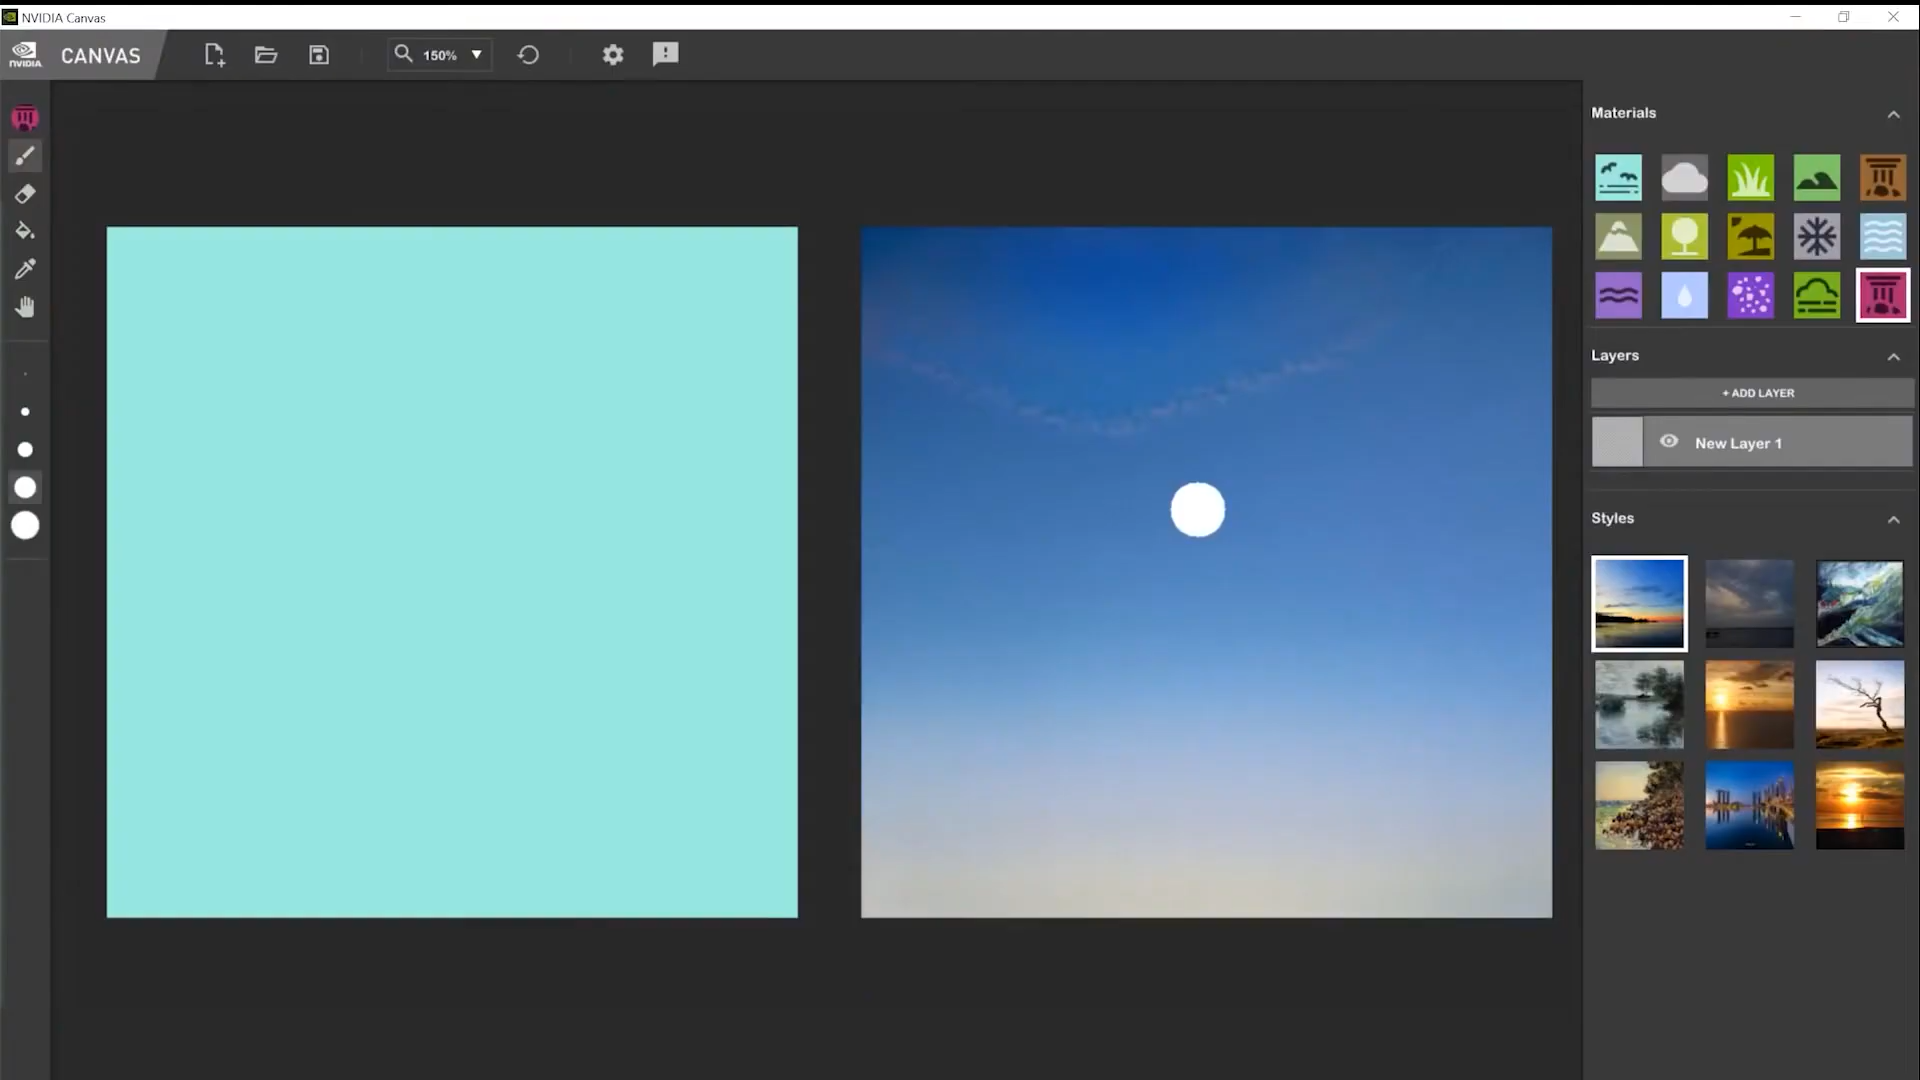 NVIDIA Canvas
NVIDIA
CANVAS
150%
Materials
Layers
+ ADD LAYER
New Layer 1
Styles